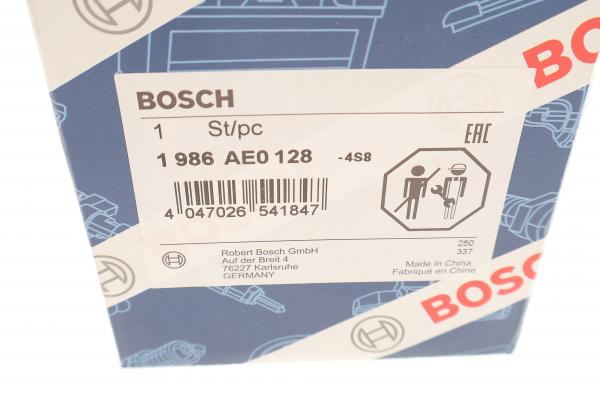 BOSCH
BOSCH
1 St/pc
1 986 AE0 128 -4S8
EAC
4 047026 541847
Robert Bosch GmbH
Auf der Breit 4
76227 Karlsruhe
GERMANY
250
337
Made in China
Fabriqué en Chine
BOSCH